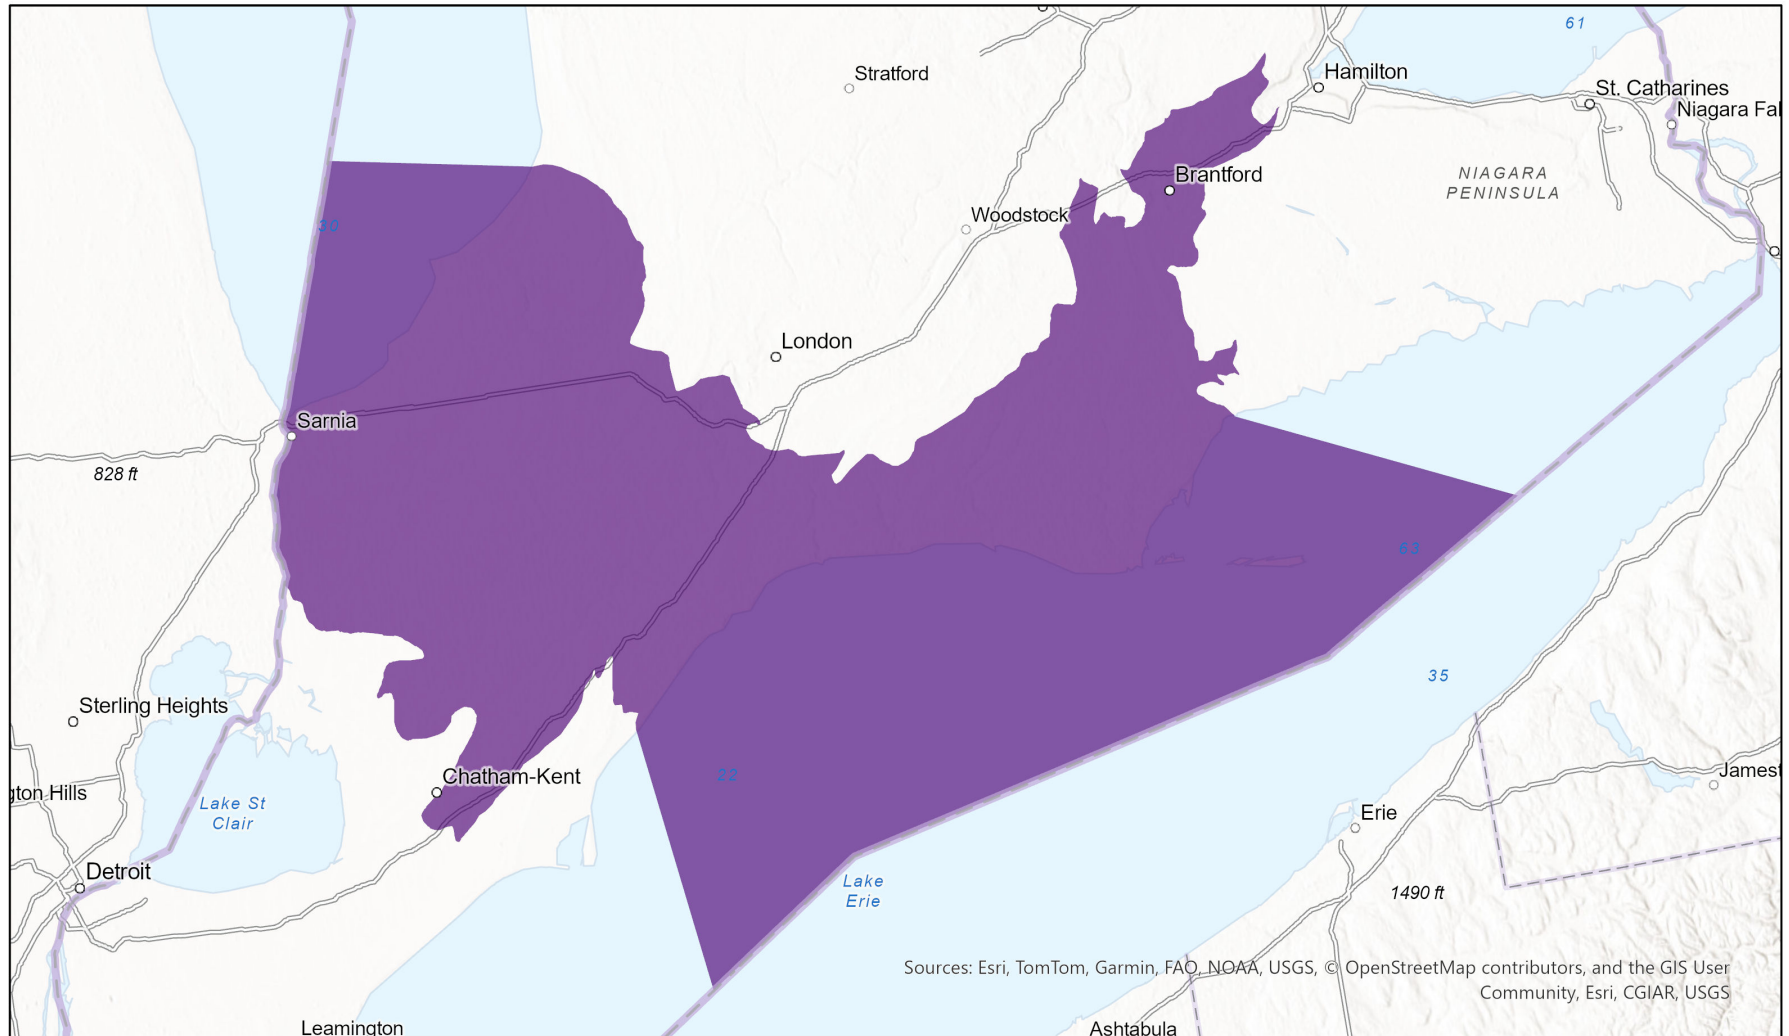 61
Stratford
Hamilton
St. Catharines
Niagara Fal
NIAGARA
PENINSULA
Brantford
Woodstock
30
London
Sarnia
828 ft
63
35
Sterling Heights
22
Chatham-Kent
gton Hills
Lake St
Clair
Jamest
Erie
Detroit
Lake
Erie
1490 ft
Sources: Esri, TomTom, Garmin, FAO, NOAA, USGS, © OpenStreetMap contributors, and the GIS User
Community, Esri, CGIAR, USGS
Leamington
Ashtabula